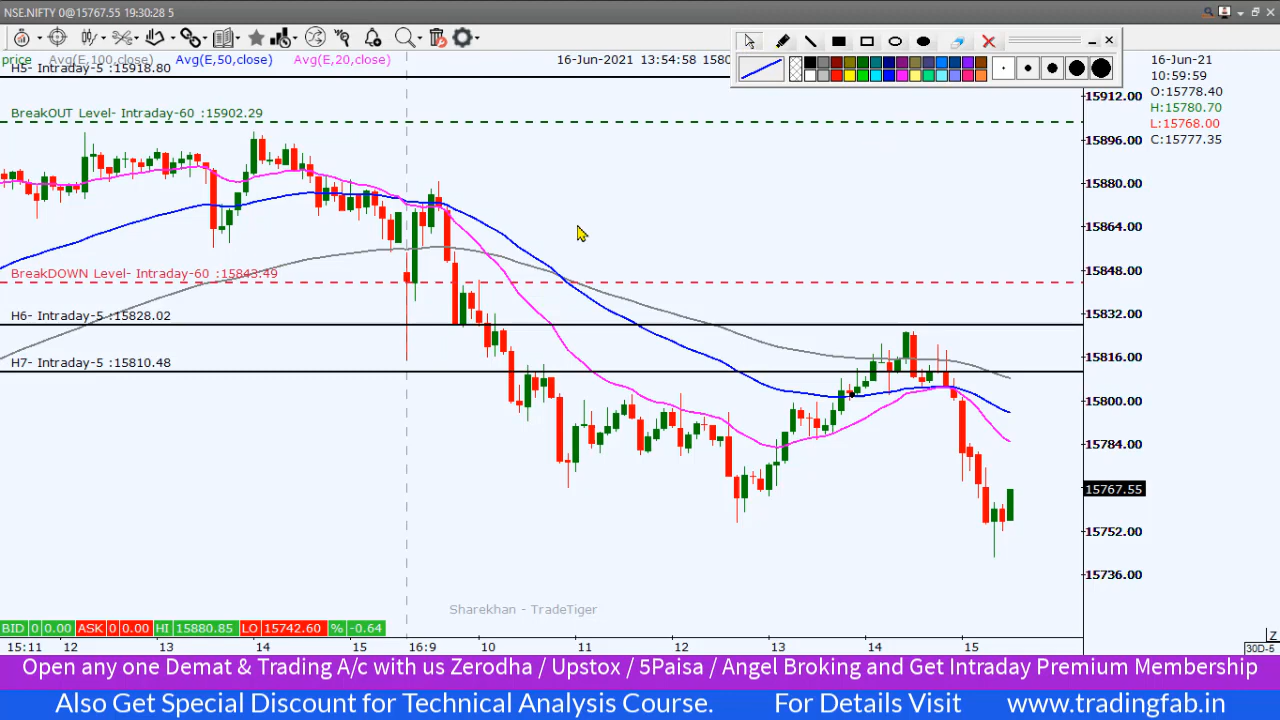 NSE.NIFTY 0@15767.55 19:30:28 5
price Avg(E,100,close) Avg(E,50,close) Avg(E,20,close) 16-Jun-2021 13:54:58
16-Jun-21
H5- Intraday-5 :15918.80
10:59:59
O:15778.40
15912.00
H:15780.70
BreakOUT Level- Intraday-60 :15902.29
L:15768.00
15896.00
C:15777.35
15880.00
15864.00
BreakDOWN Level- Intraday-60 :15843.49
15848.00
H6- Intraday-5 :15828.02
15832.00
H7- Intraday-5 :15810.48
15816.00
15800.00
15784.00
15767.55
15752.00
15736.00
Sharekhan - TradeTiger
BID 0 0.00 ASK 0 0.00 HI 15880.85 LO 15742.60 % -0.64
Z
15:11 12 13 14 15 16:9 10 11 12 13 14 15 30D-5
Open any one Demat & Trading A/c with us Zerodha / Upstox / 5Paisa / Angel Broking and Get Intraday Premium Membership
Also Get Special Discount for Technical Analysis Course. For Details Visit www.tradingfab.in